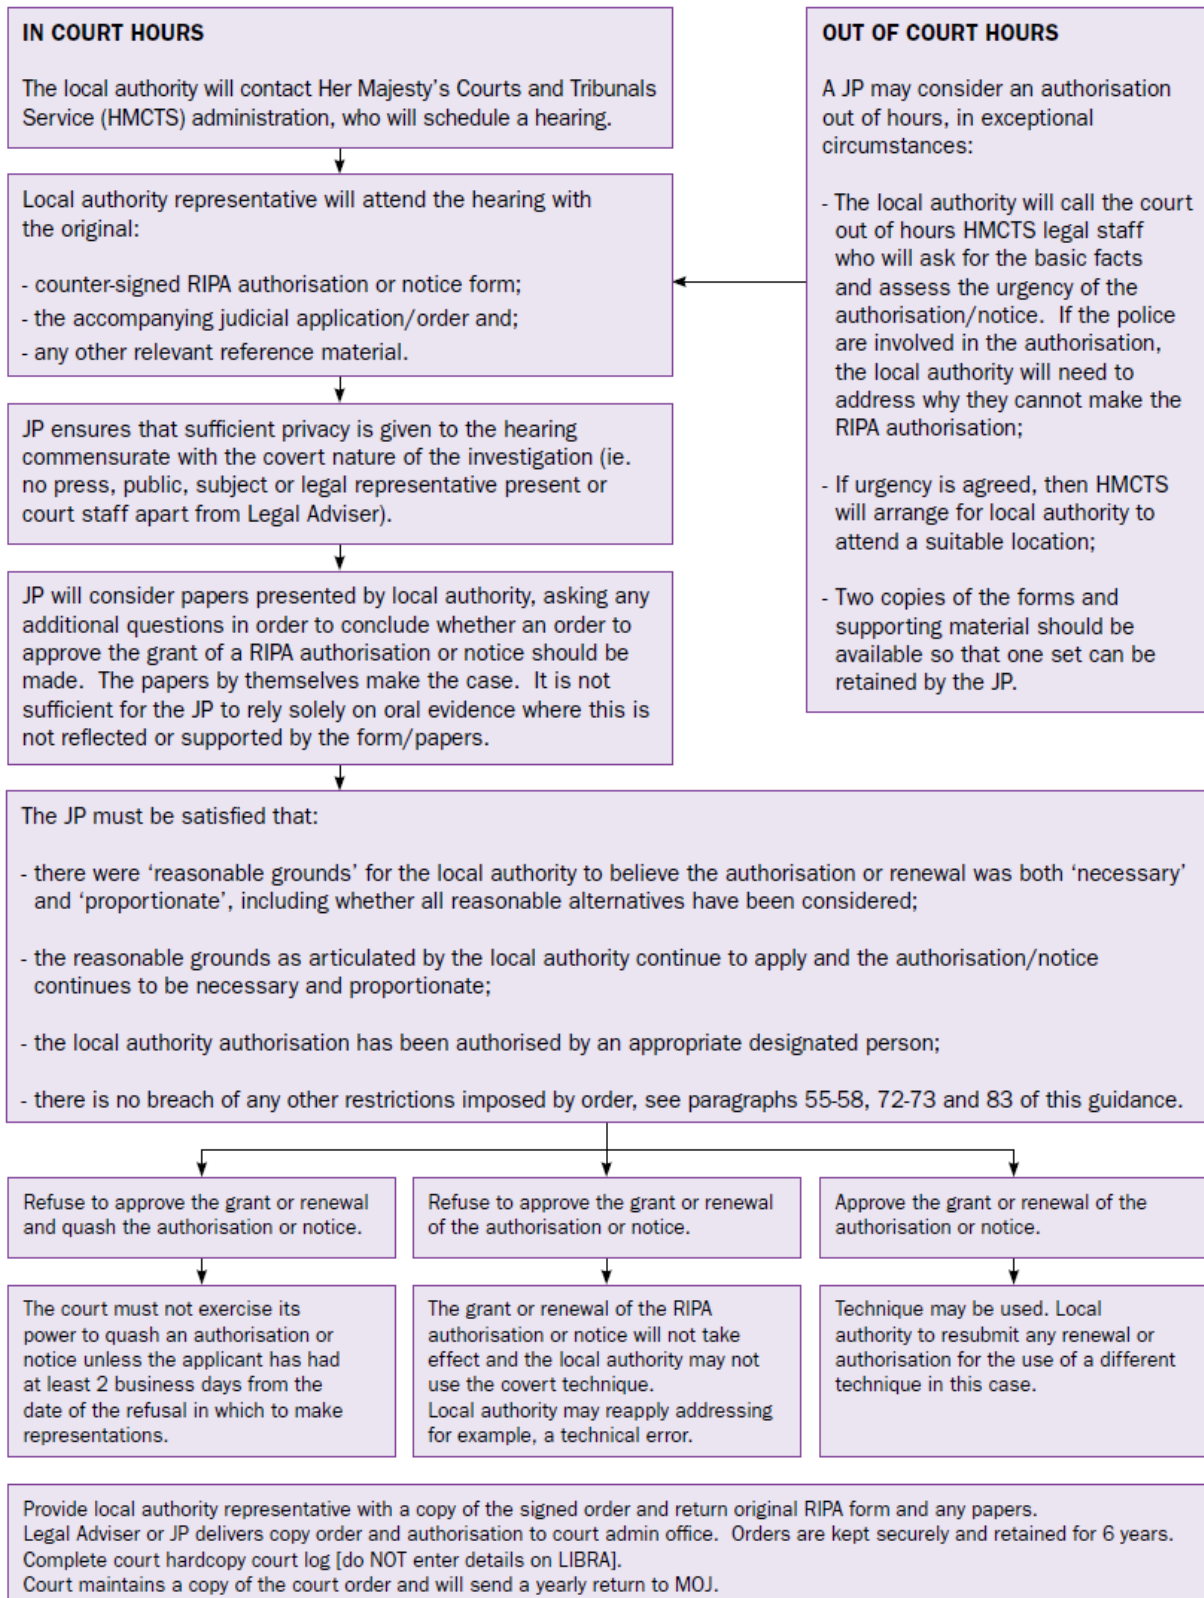 IN COURT HOURS
The local authority will contact Her Majesty's Courts and Tribunals
Service (HMCTS) administration, who will schedule a hearing.
Local authority representative will attend the hearing with
the original:
- counter-signed RIPA authorisation or notice form;
- the accompanying judicial application/order and;
- any other relevant reference material.
OUT OF COURT HOURS
A JP may consider an authorisation
out of hours, in exceptional
circumstances:
- The local authority will call the court
out of hours HMCTS legal staff
who will ask for the basic facts
and assess the urgency of the
authorisation/notice. If the police
are involved in the authorisation,
the local authority will need to
address why they cannot make the
RIPA authorisation;
- If urgency is agreed, then HMCTS
will arrange for local authority to
attend a suitable location;
- Two copies of the forms and
supporting material should be
available so that one set can be
retained by the JP.
JP ensures that sufficient privacy is given to the hearing
commensurate with the covert nature of the investigation (ie.
no press, public, subject or legal representative present or
court staff apart from Legal Adviser).
JP will consider papers presented by local authority, asking any
additional questions in order to conclude whether an order to
approve the grant of a RIPA authorisation or notice should be
made. The papers by themselves make the case. It is not
sufficient for the JP to rely solely on oral evidence where this is
not reflected or supported by the form/papers.
The JP must be satisfied that:
- there were 'reasonable grounds' for the local authority to believe the authorisation or renewal was both 'necessary'
and 'proportionate', including whether all reasonable alternatives have been considered;
- the reasonable grounds as articulated by the local authority continue to apply and the authorisation/notice
continues to be necessary and proportionate;
- the local authority authorisation has been authorised by an appropriate designated person;
- there is no breach of any other restrictions imposed by order, see paragraphs 55-58, 72-73 and 83 of this guidance.
Refuse to approve the grant or renewal
and quash the authorisation or notice.
The court must not exercise its
power to quash an authorisation or
notice unless the applicant has had
at least 2 business days from the
date of the refusal in which to make
representations.
Refuse to approve the grant or renewal
of the authorisation or notice.
The grant or renewal of the RIPA
authorisation or notice will not take
effect and the local authority may not
use the covert technique.
Local authority may reapply addressing
for example, a technical error.
Approve the grant or renewal of the
authorisation or notice.
Technique may be used. Local
authority to resubmit any renewal or
authorisation for the use of a different
technique in this case.
Provide local authority representative with a copy of the signed order and return original RIPA form and any papers.
Legal Adviser or JP delivers copy order and authorisation to court admin office. Orders are kept securely and retained for 6 years.
Complete court hardcopy court log [do NOT enter details on LIBRA].
Court maintains a copy of the court order and will send a yearly return to MOJ.